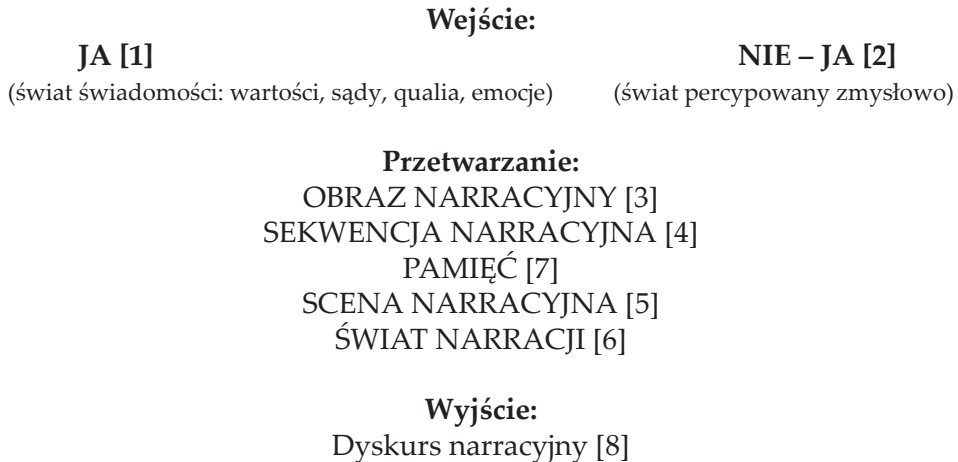 Wejście:
JA [1] NIE – JA [2]
(świat świadomości: wartości, sądy, qualia, emocje) (świat percypowany zmysłowo)
Przetwarzanie:
OBRAZ NARRACYJNY [3]
SEKWENCJA NARRACYJNA [4]
PAMIĘĆ [7]
SCENA NARRACYJNA [5]
ŚWIAT NARRACJI [6]
Wyjście:
Dyskurs narracyjny [8]